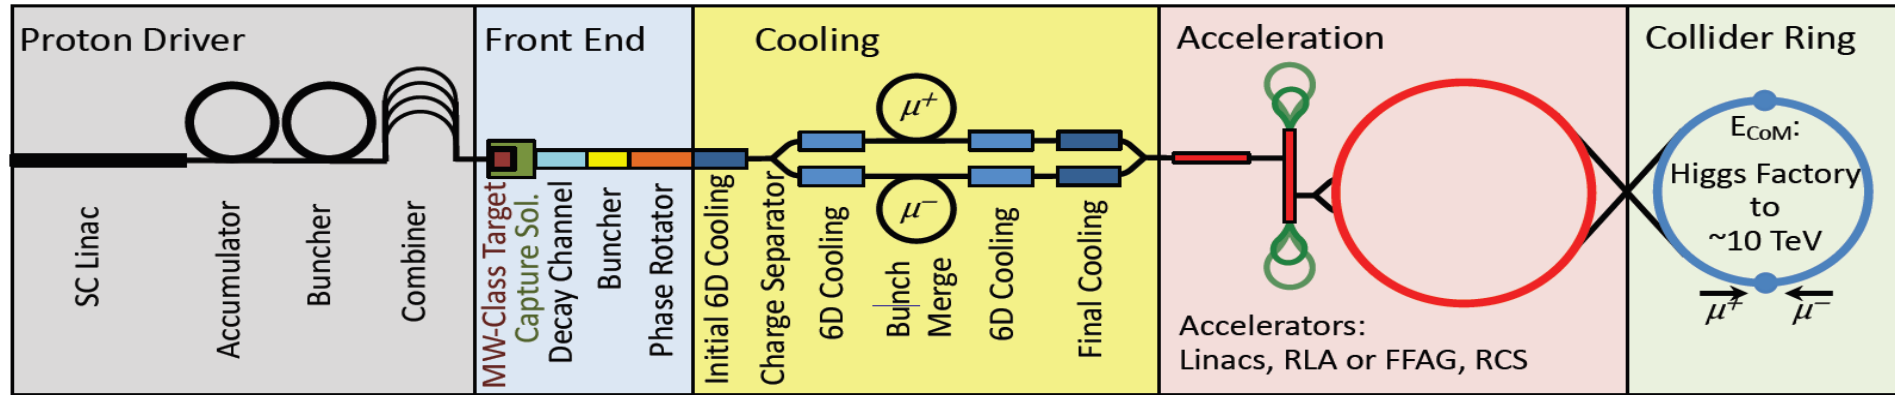 Proton Driver
SC Linac
Accumulator
Buncher
Combiner
Front End
MW-Class Target
Capture Sol.
Decay Channel
Buncher
Phase Rotator
Cooling
μ+
μ−
Initial 6D Cooling
Charge Separator
6D Cooling
Bunch
Merge
6D Cooling
Final Cooling
Acceleration
Accelerators:
Linacs, RLA or FFAG, RCS
Collider Ring
ECoM:
Higgs Factory
to
~10 TeV
μ+ μ−